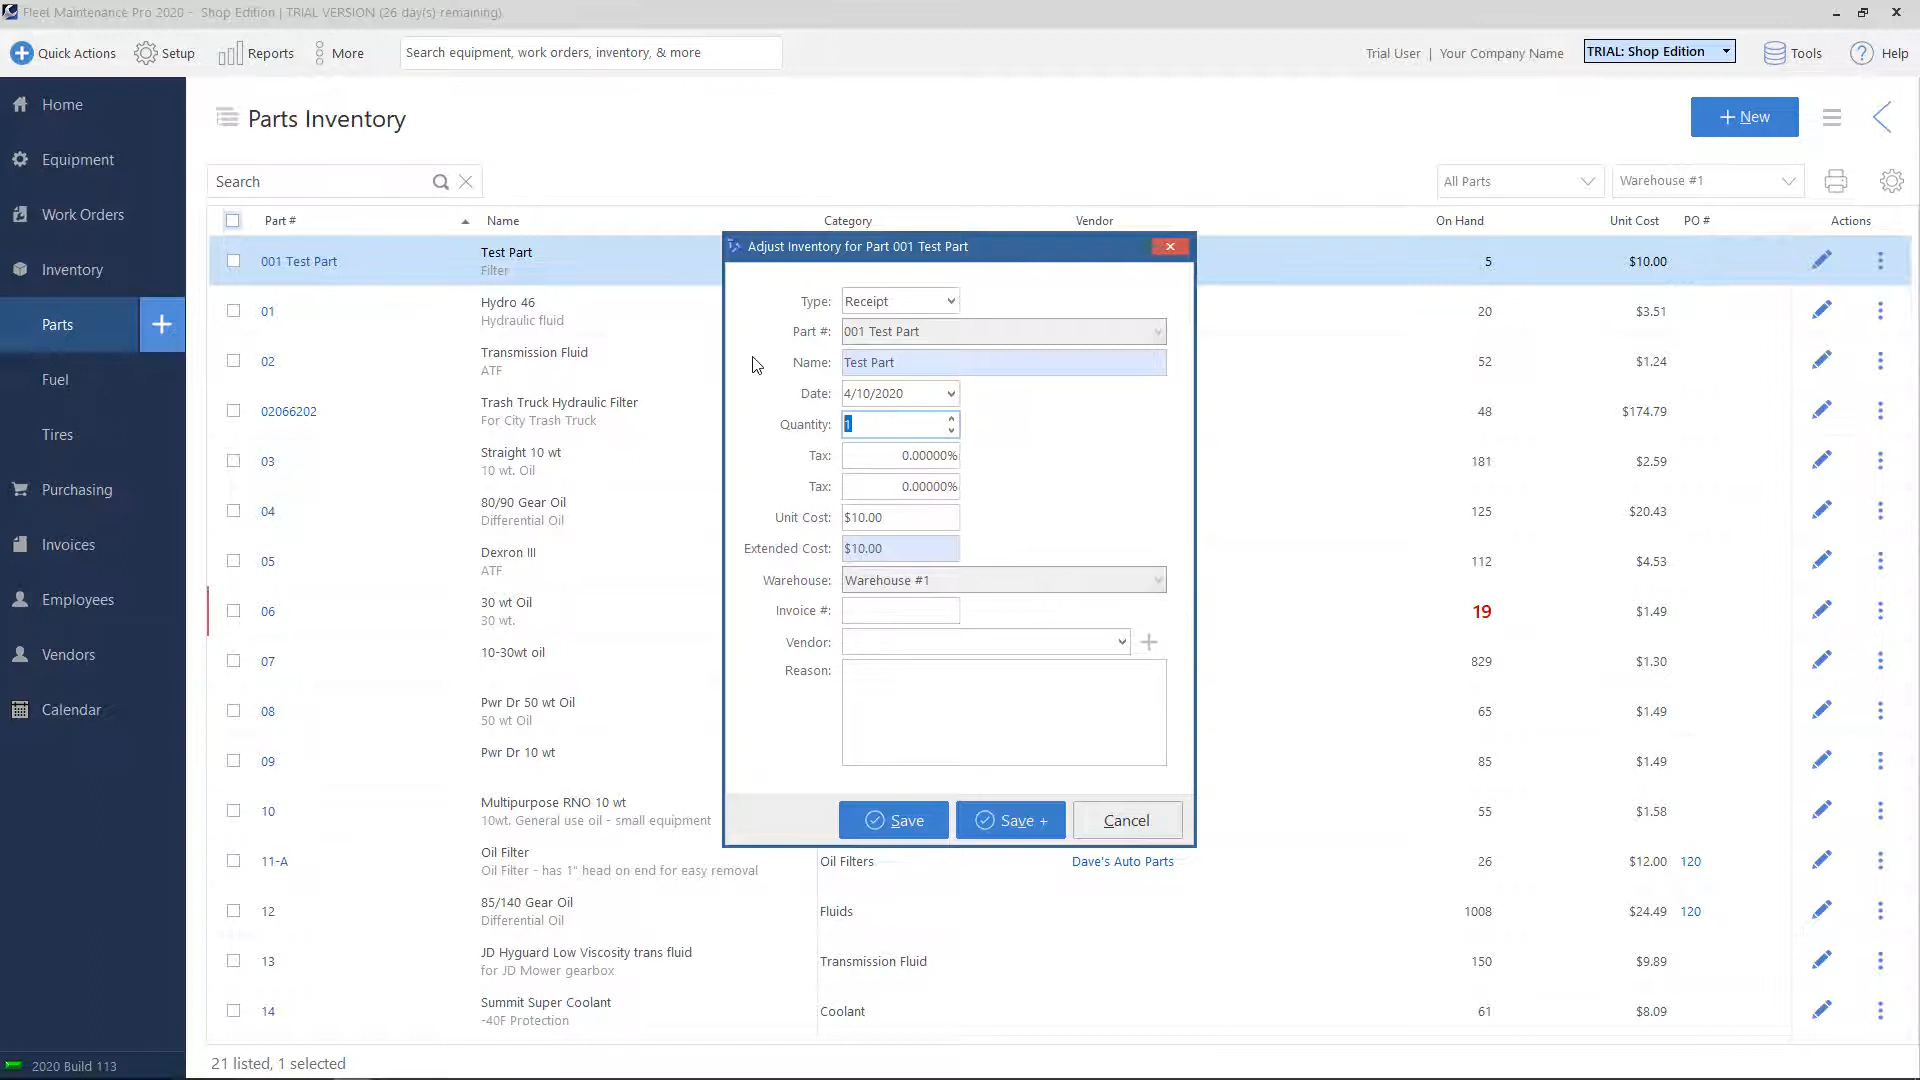 Fleet Maintenance Pro 2020 - Shop Edition | TRIAL VERSION (26 day(s) remaining)
Quick Actions Setup Reports More Search equipment, work orders, inventory, & more Trial User | Your Company Name TRIAL: Shop Edition Tools Help
Home
Equipment
Work Orders
Inventory
Parts
Fuel
Tires
Purchasing
Invoices
Employees
Vendors
Calendar
2020 Build 113
Parts Inventory
+ New
Search All Parts Warehouse #1
Part # Name Category Vendor On Hand Unit Cost PO # Actions
001 Test Part Test Part 5 $10.00
Filter
01 Hydro 46 20 $3.51
Hydraulic fluid
02 Transmission Fluid 52 $1.24
ATF
02066202 Trash Truck Hydraulic Filter 48 $174.79
For City Trash Truck
03 Straight 10 wt 181 $2.59
10 wt. Oil
04 80/90 Gear Oil 125 $20.43
Differential Oil
05 Dexron III 112 $4.53
ATF
06 30 wt Oil 19 $1.49
30 wt.
07 10-30wt oil 829 $1.30
08 Pwr Dr 50 wt Oil 65 $1.49
50 wt Oil
09 Pwr Dr 10 wt 85 $1.49
10 Multipurpose RNO 10 wt 55 $1.58
10wt. General use oil - small equipment
11-A Oil Filter Oil Filters Dave's Auto Parts 26 $12.00 120
Oil Filter - has 1" head on end for easy removal
12 85/140 Gear Oil Fluids 1008 $24.49 120
Differential Oil
13 JD Hyguard Low Viscosity trans fluid Transmission Fluid 150 $9.89
for JD Mower gearbox
14 Summit Super Coolant Coolant 61 $8.09
-40F Protection
21 listed, 1 selected
Adjust Inventory for Part 001 Test Part
Type: Receipt
Part #: 001 Test Part
Name: Test Part
Date: 4/10/2020
Quantity: 1
Tax: 0.00000%
Tax: 0.00000%
Unit Cost: $10.00
Extended Cost: $10.00
Warehouse: Warehouse #1
Invoice #:
Vendor:
Reason:
Save Save + Cancel